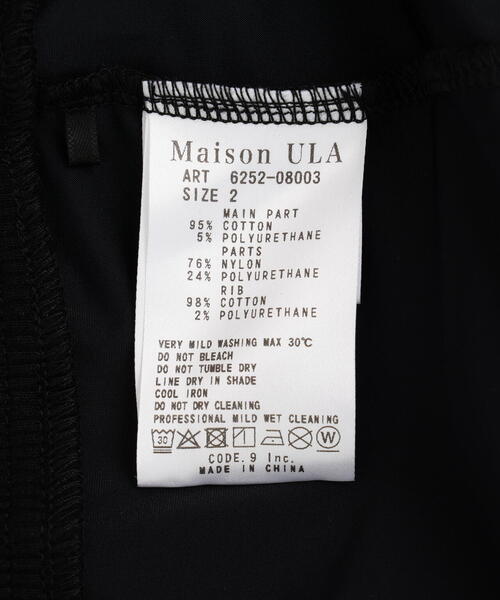 Maison ULA
ART 6252-08003
SIZE 2
MAIN PART
95% COTTON
5% POLYURETHANE
PARTS
76% NYLON
24% POLYURETHANE
RIB
98% COTTON
2% POLYURETHANE
VERY MILD WASHING MAX 30℃
DO NOT BLEACH
DO NOT TUMBLE DRY
LINE DRY IN SHADE
COOL IRON
DO NOT DRY CLEANING
PROFESSIONAL MILD WET CLEANING
30 W
CODE.9 Inc.
MADE IN CHINA